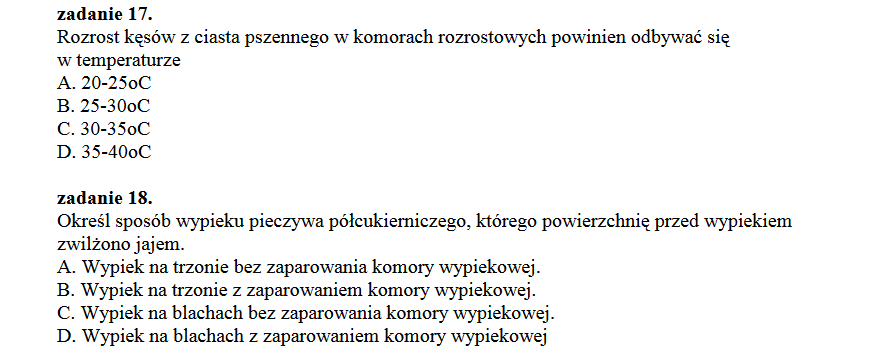 zadanie 17.
Rozrost kęsów z ciasta pszennego w komorach rozrostowych powinien odbywać się
w temperaturze
A. 20-25oC
B. 25-30oC
C. 30-35oC
D. 35-40oC
zadanie 18.
Określ sposób wypieku pieczywa półcukierniczego, którego powierzchnię przed wypiekiem
zwilżono jajem.
A. Wypiek na trzonie bez zaparowania komory wypiekowej.
B. Wypiek na trzonie z zaparowaniem komory wypiekowej.
C. Wypiek na blachach bez zaparowania komory wypiekowej.
D. Wypiek na blachach z zaparowaniem komory wypiekowej